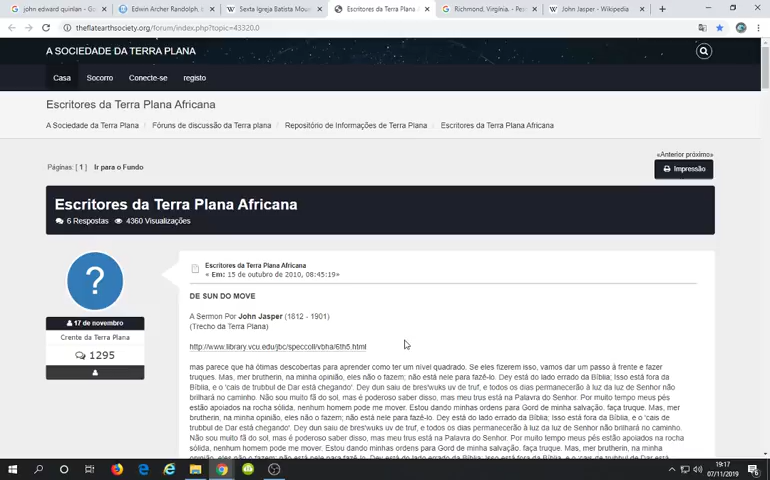 john edward quinlan - Goo
Edwin Archer Randolph,
Sexta Igreja Batista Mou
Escritores da Terra Plana
Richmond, Virgínia. - Pes
John Jasper - Wikipedia
theflatearthsociety.org/forum/index.php?topic=43320.0
A SOCIEDADE DA TERRA PLANA
Casa Socorro Conecte-se registo
Escritores da Terra Plana Africana
A Sociedade da Terra Plana Fóruns de discussão da Terra plana Repositório de Informações de Terra Plana Escritores da Terra Plana Africana
«Anterior próximo»
Páginas: [ 1 ] Ir para o Fundo
Impressão
Escritores da Terra Plana Africana
6 Respostas 4360 Visualizações
Escritores da Terra Plana Africana
« Em: 15 de outubro de 2010, 08:45:19»
17 de novembro
Crente da Terra Plana
1295
DE SUN DO MOVE
A Sermon Por John Jasper (1812 - 1901)
(Trecho da Terra Plana)
http://www.library.vcu.edu/jbc/speccoll/vbha/6th5.html
mas parece que há ótimas descobertas para aprender como ter um nível quadrado. Se eles fizerem isso, vamos dar um passo à frente e fazer
truques. Mas, mer brutherin, na minha opinião, eles não o fazem; não está nele para fazê-lo. Dey está do lado errado da Bíblia; Isso está fora da
Bíblia, e o 'cais de trutbul de Dar está chegando'. Dey dun saiu de bres'wuks uv de truf, e todos os dias permanecerão à luz da luz de Senhor não
brilhará no caminho. Não sou muito fã do sol, mas é poderoso saber disso, mas meu trus está na Palavra do Senhor. Por muito tempo meus pés
estão apoiados na rocha sólida, nenhum homem pode me mover. Estou dando minhas ordens para Gord de minha salvação. faça truque. Mas, mer
brutherin, na minha opinião, eles não o fazem; não está nele para fazê-lo. Dey está do lado errado da Bíblia; Isso está fora da Bíblia, e o 'cais de
trutbul de Dar está chegando'. Dey dun saiu de bres'wuks uv de truf, e todos os dias permanecerão à luz da luz de Senhor não brilhará no caminho.
Não sou muito fã do sol, mas é poderoso saber disso, mas meu trus está na Palavra do Senhor. Por muito tempo meus pés estão apoiados na
rocha sólida, nenhum homem pode me mover. Estou dando minhas ordens para Gord de minha salvação. faça truque. Mas, mer brutherin, na minha
19:17
07/11/2019